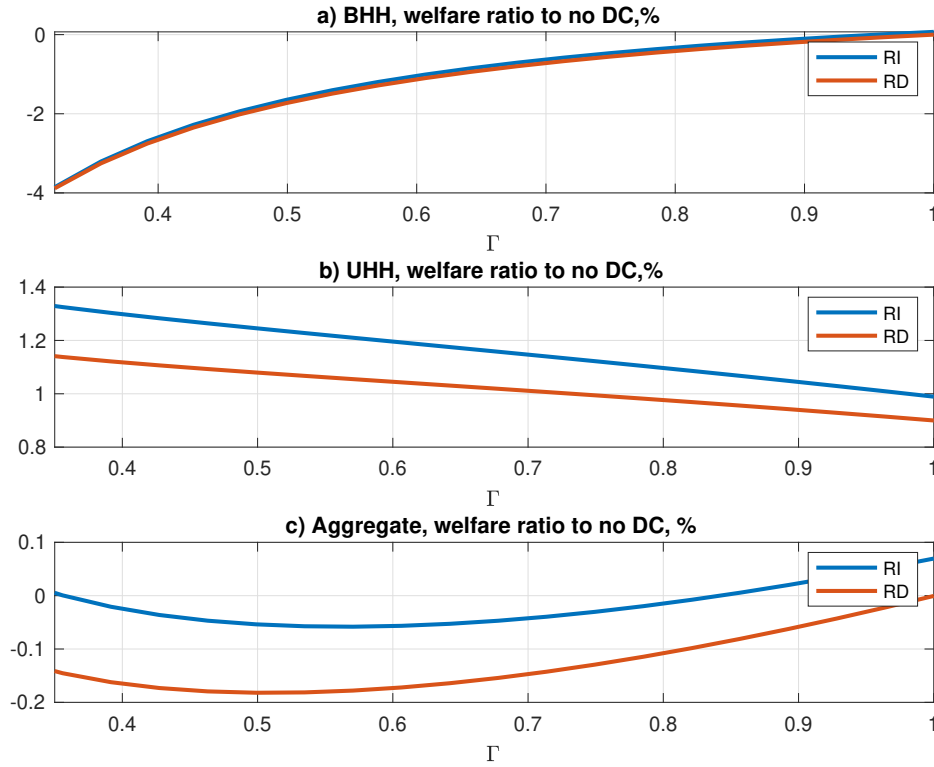 a) BHH, welfare ratio to no DC,%
0
-2
-4
RI
RD
0.4 0.5 0.6 0.7 0.8 0.9 1
Γ
b) UHH, welfare ratio to no DC,%
1.4
1.2
1
0.8
RI
RD
0.4 0.5 0.6 0.7 0.8 0.9 1
Γ
c) Aggregate, welfare ratio to no DC, %
0.1
0
-0.1
-0.2
RI
RD
0.4 0.5 0.6 0.7 0.8 0.9 1
Γ